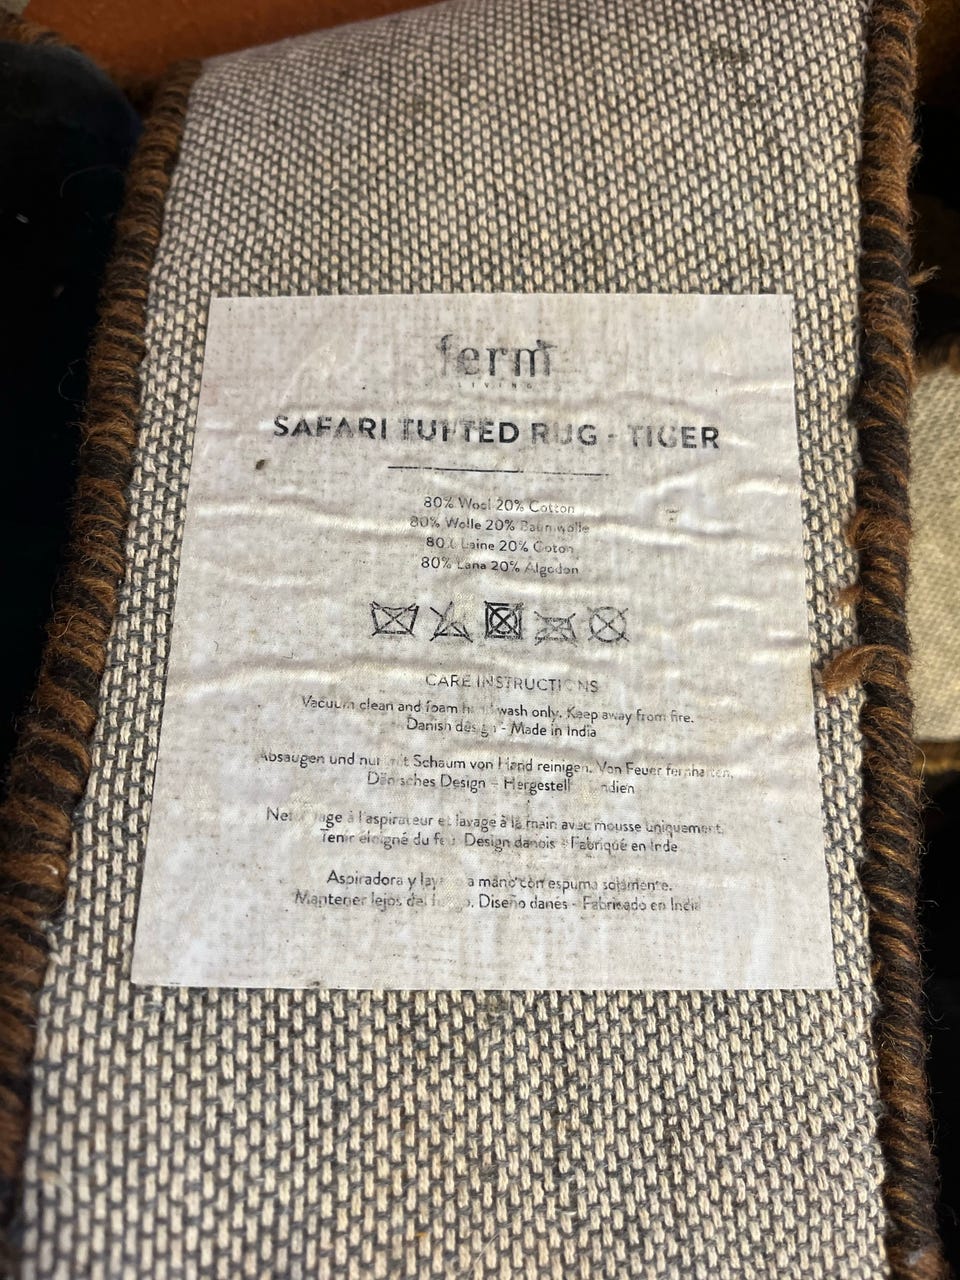 ferm
LIVING
SAFARI TUFTED RUG - TIGER
80% Wool 20% Cotton
80% Wolle 20% Baumwolle
80% Laine 20% Coton
80% Lana 20% Algodon
CARE INSTRUCTIONS
Vacuum clean and foam hand wash only. Keep away from fire.
Danish design - Made in India
Absaugen und nur mit Schaum von Hand reinigen. Von Feuer fernhalten.
Dänisches Design - Hergestellt Indien
Nettoyage à l'aspirateur et lavage à la main avec mousse uniquement.
Tenir éloigné du feu. Design danois - Fabriqué en Inde
Aspiradora y a mano con espuma solamente.
Mantener lejos del fuego. Diseño danés - Fabricado en India